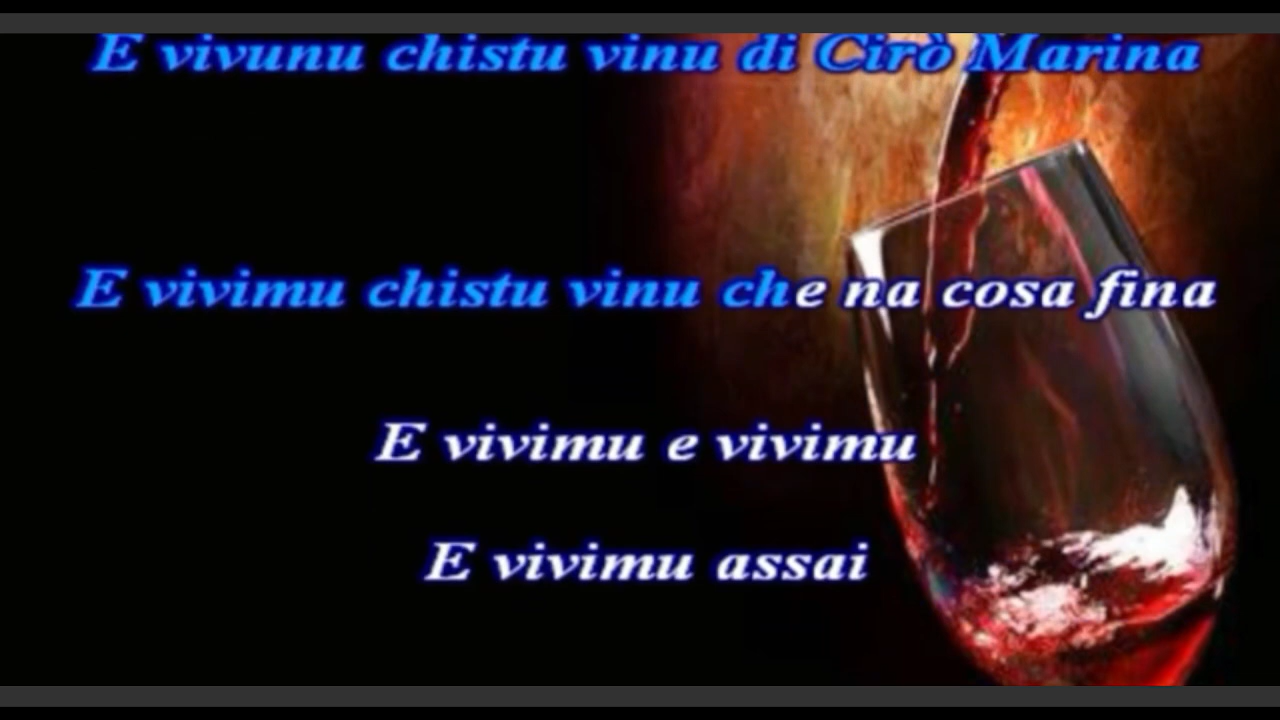 E vivunu chistu vinu di Cirò Marina
E vivimu chistu vinu che na cosa fina
E vivimu e vivimu
E vivimu assai